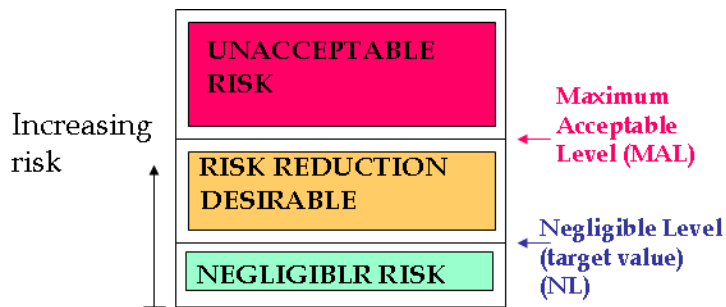 UNACCEPTABLE
RISK
Increasing
risk
Maximum
Acceptable
Level (MAL)
RISK REDUCTION
DESIRABLE
Negligible Level
(target value)
(NL)
NEGLIGIBLR RISK